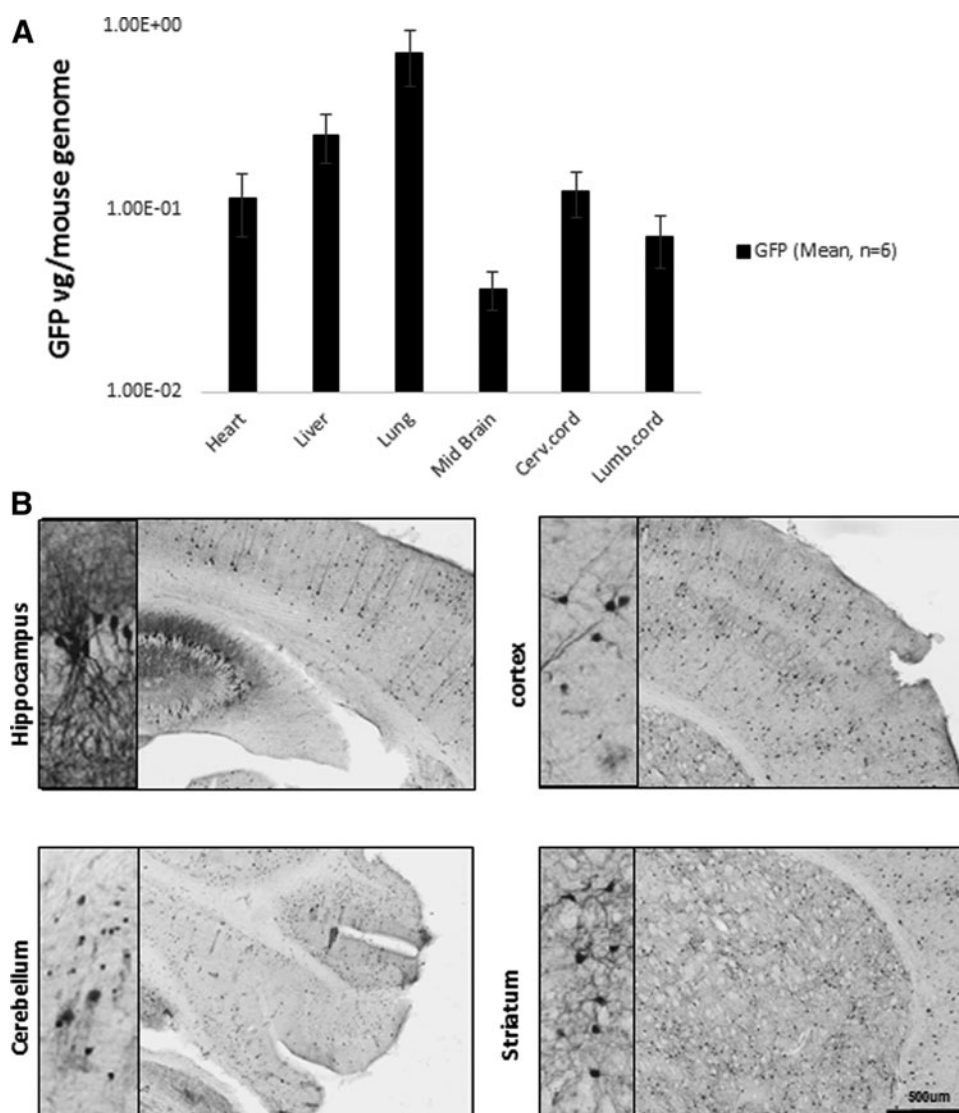 A
GFP vg/mouse genome
1.00E+00
1.00E-01
1.00E-02
Heart
Liver
Lung
Mid Brain
Cerv.cord
Lumb.cord
GFP (Mean, n=6)
B
Hippocampus
cortex
Cerebellum
Striatum
500um